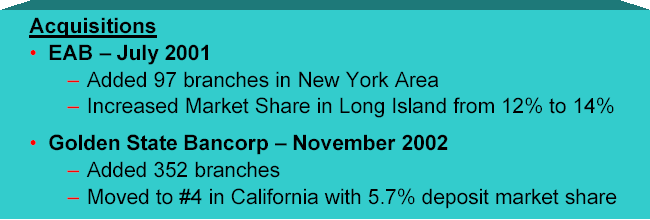 Acquisitions
• EAB – July 2001
– Added 97 branches in New York Area
– Increased Market Share in Long Island from 12% to 14%
• Golden State Bancorp – November 2002
– Added 352 branches
– Moved to #4 in California with 5.7% deposit market share